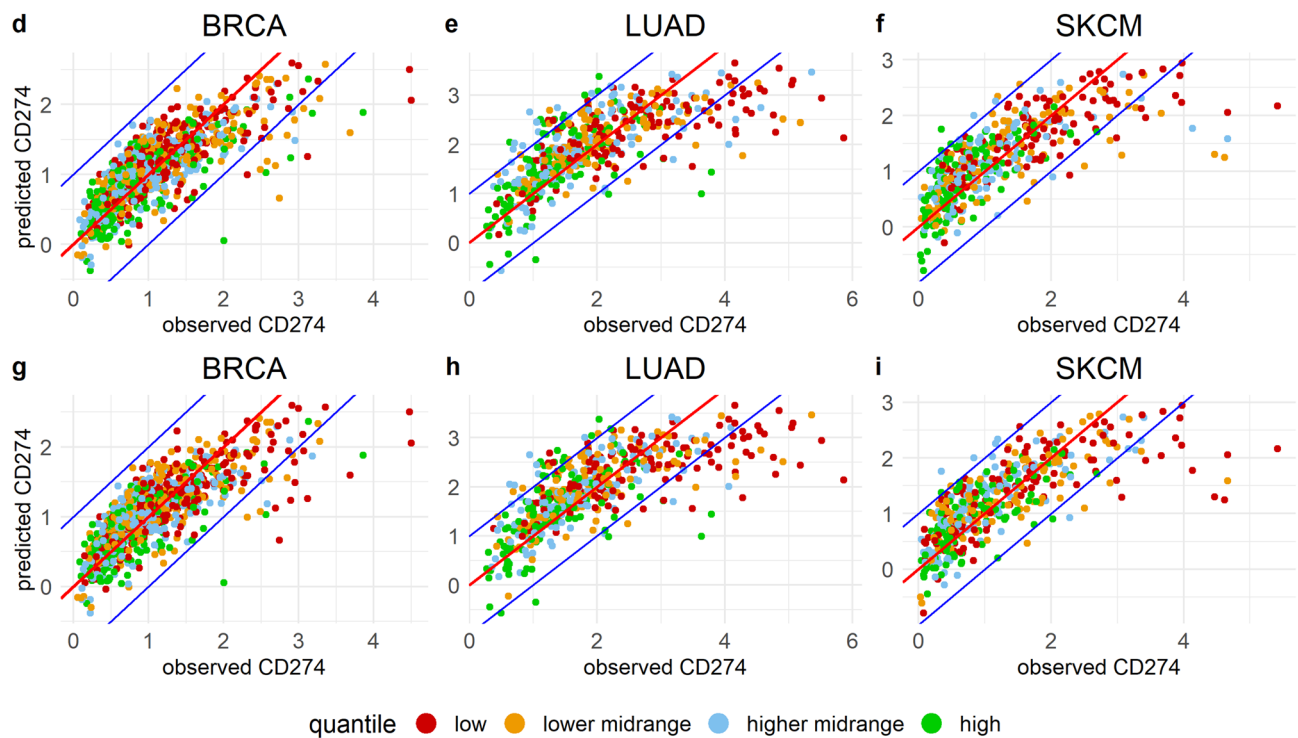 d BRCA e LUAD f SKCM
predicted CD274
2
1
0
3
2
1
0
3
2
1
0
0 1 2 3 4 0 2 4 6 0 2 4
observed CD274 observed CD274 observed CD274
g BRCA h LUAD i SKCM
predicted CD274
2
1
0
3
2
1
0
3
2
1
0
0 1 2 3 4 0 2 4 6 0 2 4
observed CD274 observed CD274 observed CD274
quantile low lower midrange higher midrange high